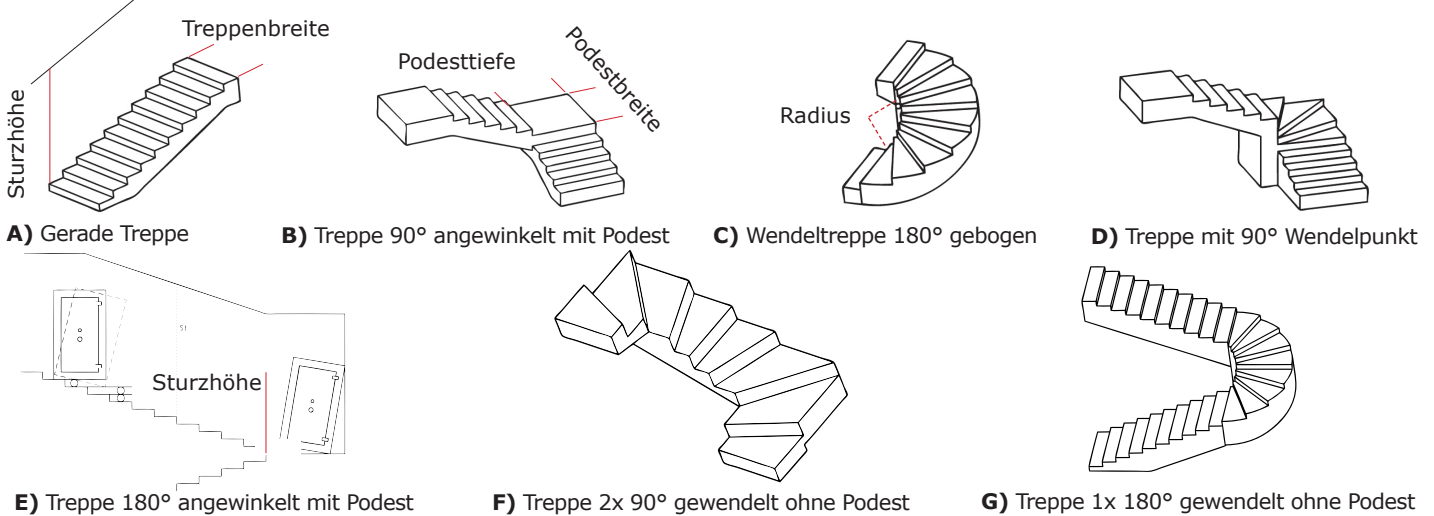 Treppenbreite
Sturzhöhe
A) Gerade Treppe
Podesttiefe
Podestbreite
B) Treppe 90° angewinkelt mit Podest
Radius
C) Wendeltreppe 180° gebogen
D) Treppe mit 90° Wendelpunkt
Sturzhöhe
E) Treppe 180° angewinkelt mit Podest
F) Treppe 2x 90° gewendelt ohne Podest
G) Treppe 1x 180° gewendelt ohne Podest